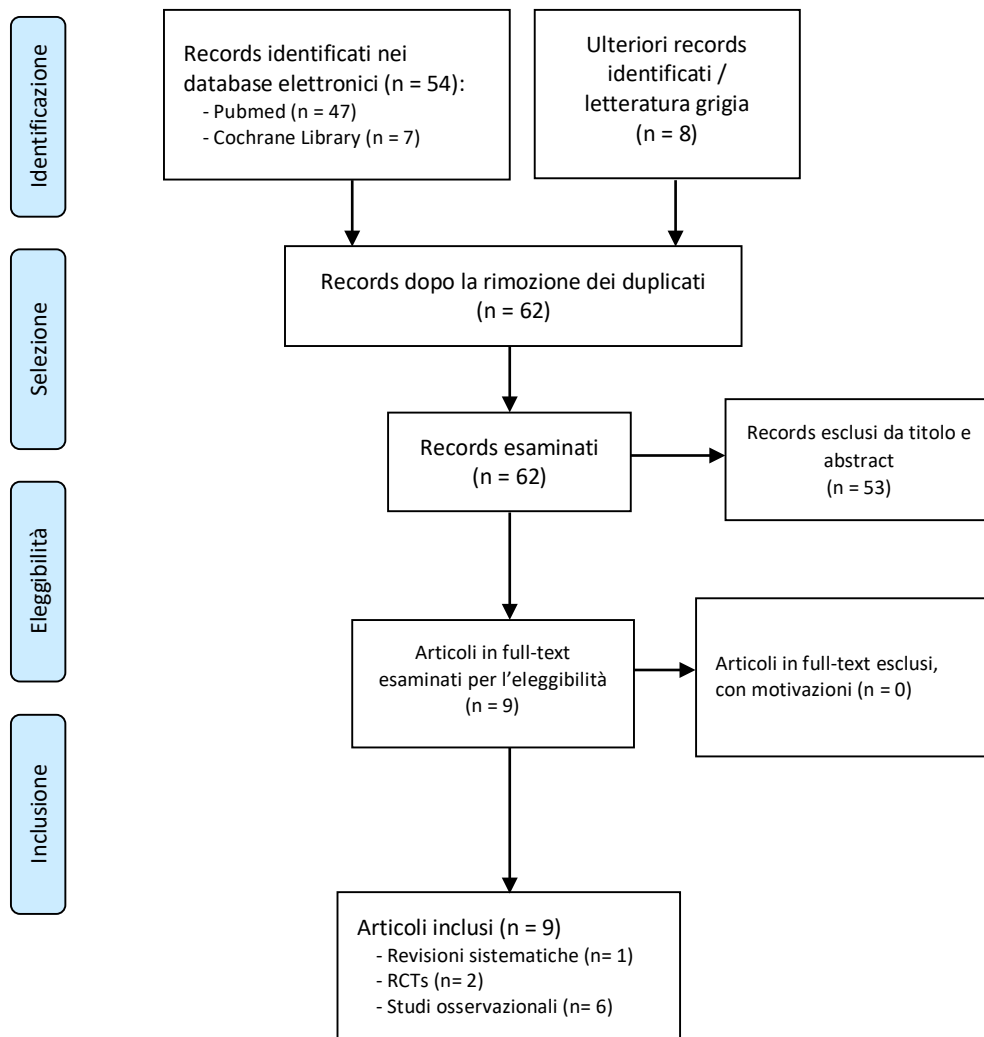 Identificazione
Records identificati nei
database elettronici (n = 54):
- Pubmed (n = 47)
- Cochrane Library (n = 7)
Ulteriori records
identificati /
letteratura grigia
(n = 8)
Selezione
Records dopo la rimozione dei duplicati
(n = 62)
Records esaminati
(n = 62)
Records esclusi da titolo e
abstract
(n = 53)
Eleggibilità
Articoli in full-text
esaminati per l'eleggibilità
(n = 9)
Articoli in full-text esclusi,
con motivazioni (n = 0)
Inclusione
Articoli inclusi (n = 9)
- Revisioni sistematiche (n= 1)
- RCTs (n= 2)
- Studi osservazionali (n= 6)